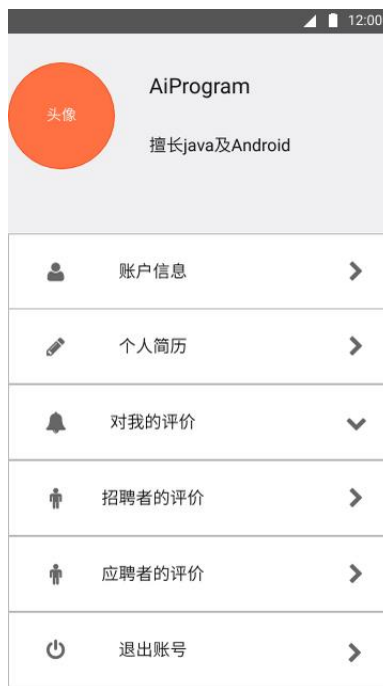 12:00
头像
AiProgram
擅长java及Android
账户信息
个人简历
对我的评价
招聘者的评价
应聘者的评价
退出账号